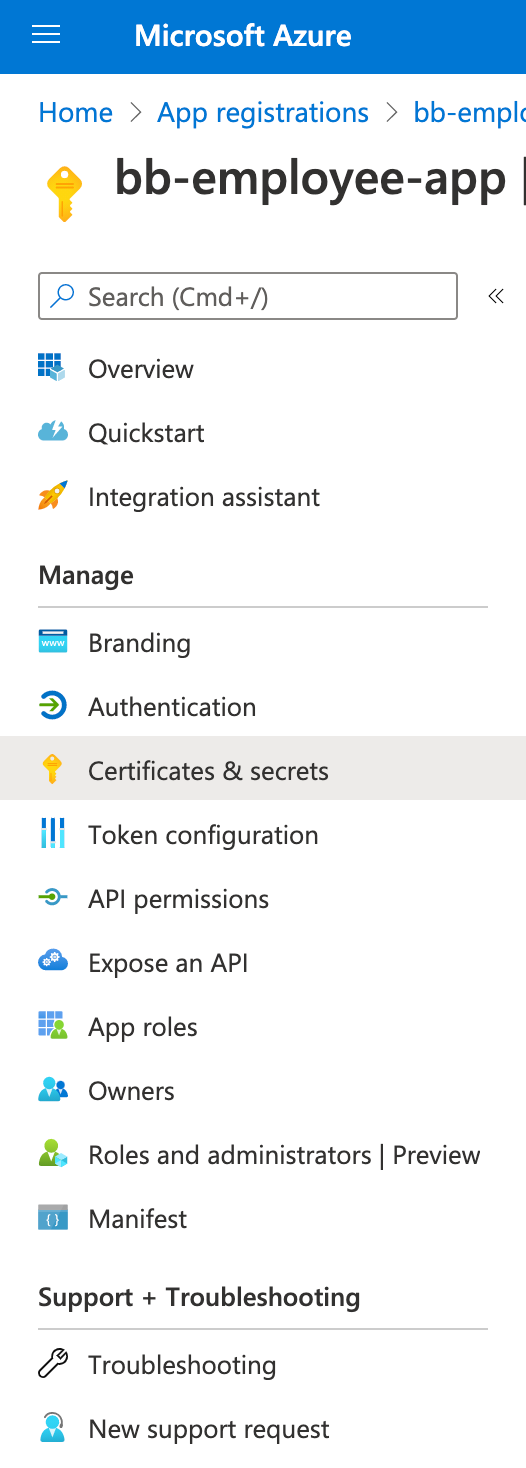 Microsoft Azure
Home > App registrations > bb-emplo
bb-employee-app |
Search (Cmd+/) «
Overview
Quickstart
Integration assistant
Manage
www Branding
Authentication
Certificates & secrets
Token configuration
API permissions
Expose an API
App roles
Owners
Roles and administrators | Preview
{} Manifest
Support + Troubleshooting
Troubleshooting
New support request